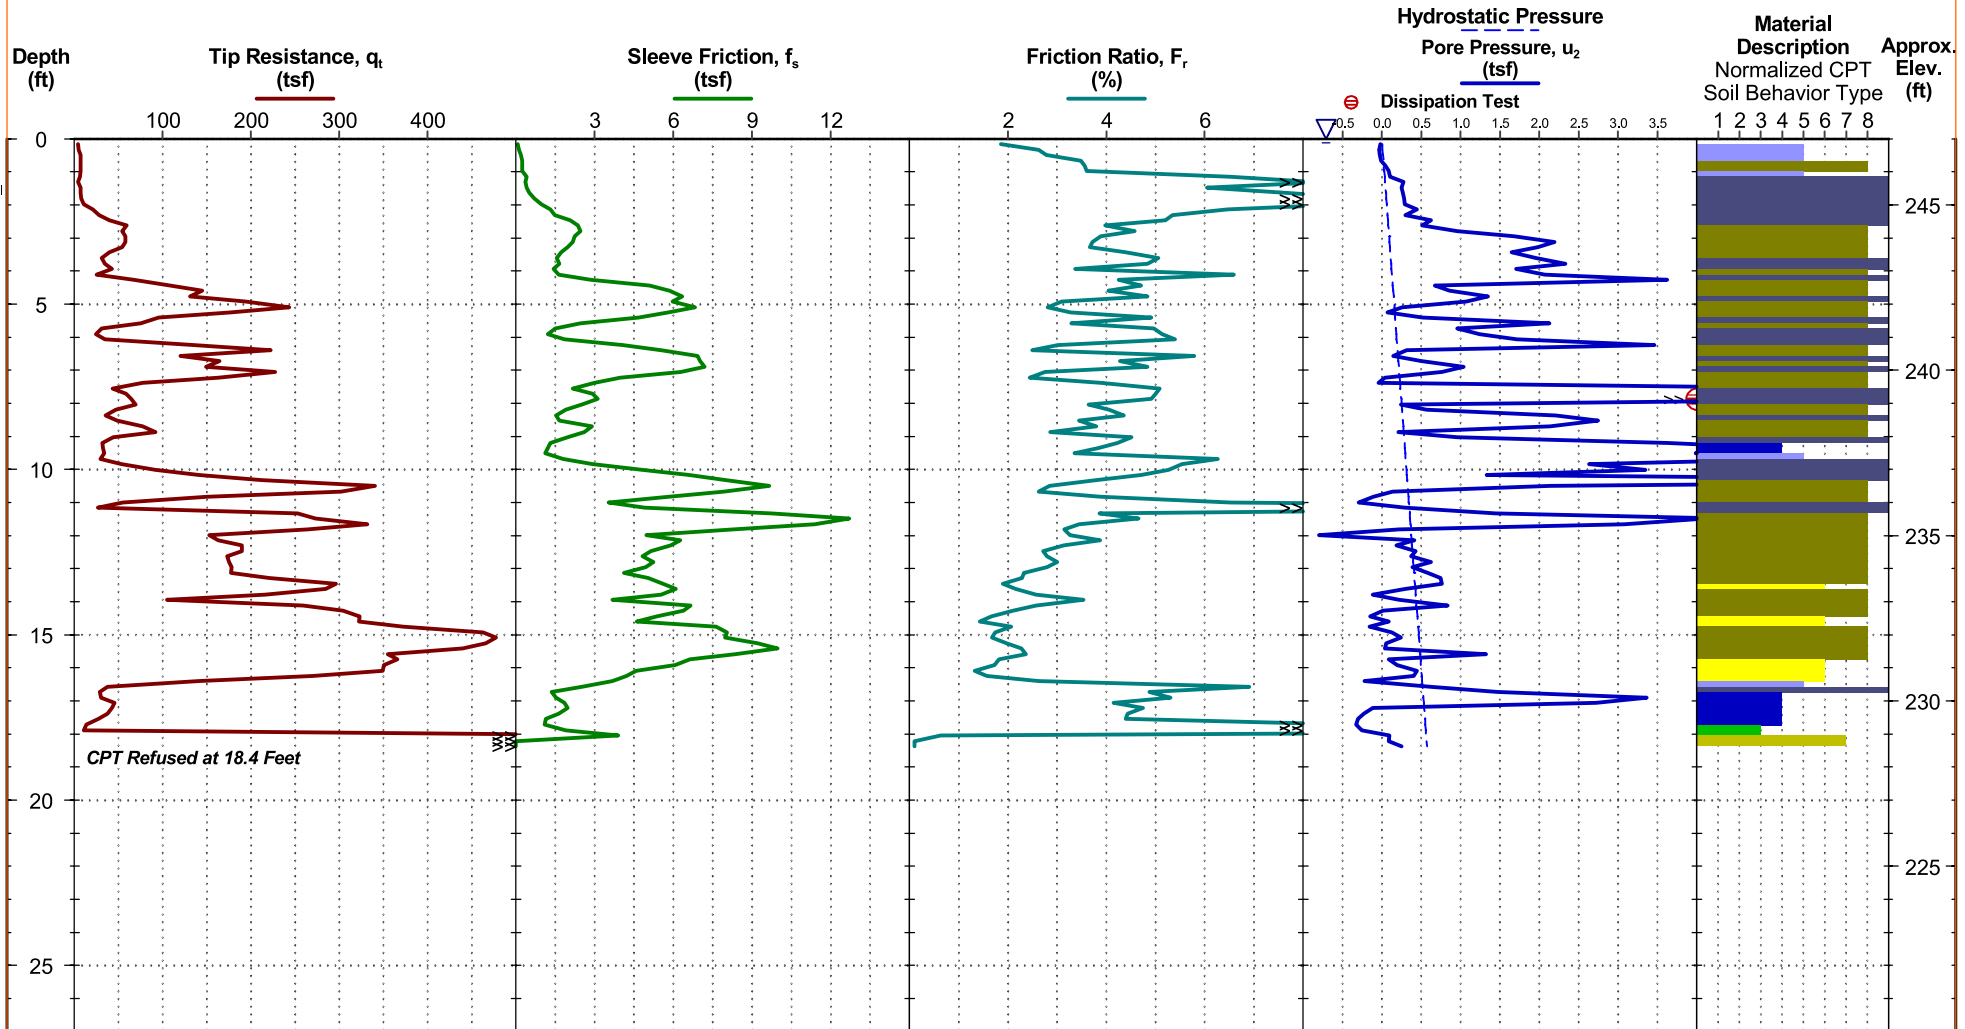 Hydrostatic Pressure
Depth
(ft)
Tip Resistance, qt
(tsf)
Sleeve Friction, fs
(tsf)
Friction Ratio, Fr
(%)
Pore Pressure, u2
(tsf)
Dissipation Test
Material
Description
Normalized CPT
Soil Behavior Type
Approx.
Elev.
(ft)
100 200 300 400
3 6 9 12
2 4 6
-0.5 0.0 0.5 1.0 1.5 2.0 2.5 3.0 3.5
1 2 3 4 5 6 7 8
0
245
>>
>>
>>
5
240
>>
10
>>
235
15
230
>>
>>
>>
>>
>>
CPT Refused at 18.4 Feet
20
225
25